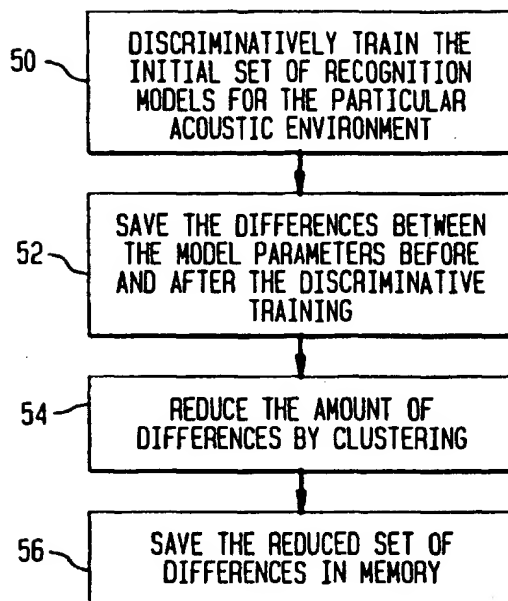 50
DISCRIMINATIVELY TRAIN THE
INITIAL SET OF RECOGNITION
MODELS FOR THE PARTICULAR
ACOUSTIC ENVIRONMENT
52
SAVE THE DIFFERENCES BETWEEN
THE MODEL PARAMETERS BEFORE
AND AFTER THE DISCRIMINATIVE
TRAINING
54
REDUCE THE AMOUNT OF
DIFFERENCES BY CLUSTERING
56
SAVE THE REDUCED SET OF
DIFFERENCES IN MEMORY